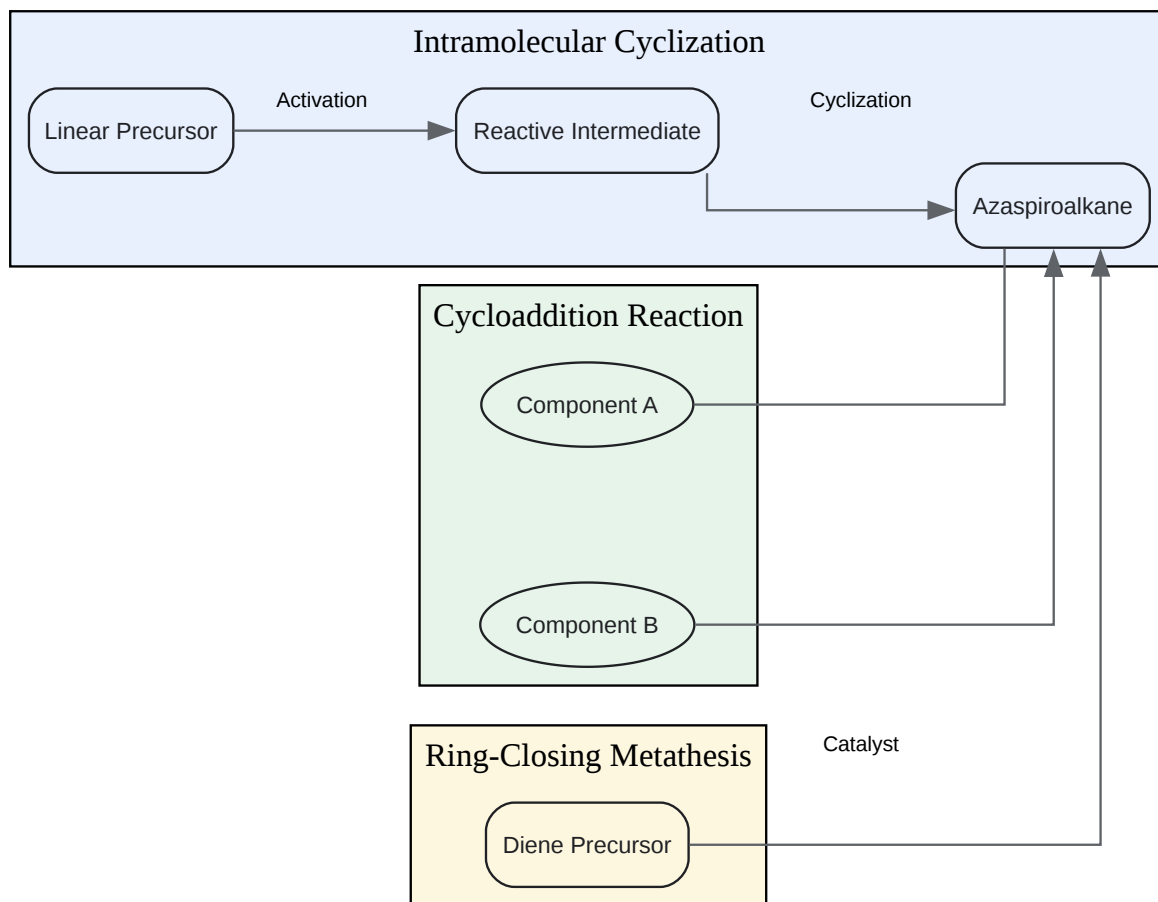 Intramolecular Cyclization
Activation
Cyclization
Linear Precursor
Reactive Intermediate
Azaspiroalkane
Cycloaddition Reaction
Component A
Component B
Ring-Closing Metathesis
Catalyst
Diene Precursor